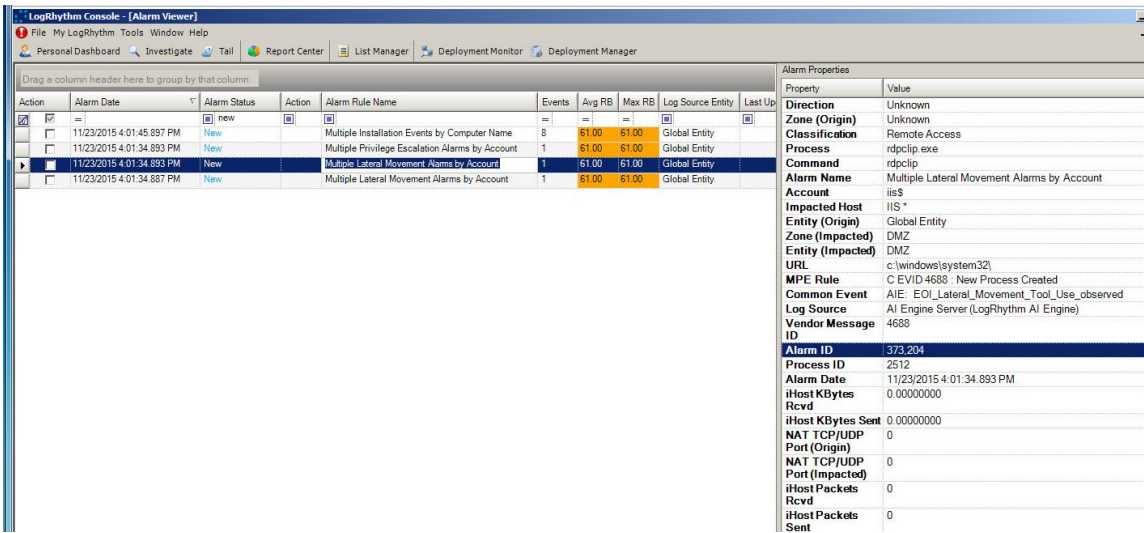 LogRhythm Console - [Alarm Viewer]
File My LogRhythm Tools Window Help
Personal Dashboard Investigate Tail Report Center List Manager Deployment Monitor Deployment Manager
Drag a column header here to group by that column.
Action Alarm Date Alarm Status Action Alarm Rule Name Events Avg RB Max RB Log Source Entity Last Up
= new = = =
11/23/2015 4:01:45.897 PM New Multiple Installation Events by Computer Name 8 61.00 61.00 Global Entity
11/23/2015 4:01:34.893 PM New Multiple Privilege Escalation Alarms by Account 1 61.00 61.00 Global Entity
11/23/2015 4:01:34.893 PM New Multiple Lateral Movement Alarms by Account 1 61.00 61.00 Global Entity
11/23/2015 4:01:34.887 PM New Multiple Lateral Movement Alarms by Account 1 61.00 61.00 Global Entity
Alarm Properties
Property Value
Direction Unknown
Zone (Origin) Unknown
Classification Remote Access
Process rdpclip.exe
Command rdpclip
Alarm Name Multiple Lateral Movement Alarms by Account
Account iis$
Impacted Host IIS *
Entity (Origin) Global Entity
Zone (Impacted) DMZ
Entity (Impacted) DMZ
URL c:\windows\system32\
MPE Rule C EVID 4688 : New Process Created
Common Event AIE: EOI_Lateral_Movement_Tool_Use_observed
Log Source AI Engine Server (LogRhythm AI Engine)
Vendor Message 4688
ID
Alarm ID 373,204
Process ID 2512
Alarm Date 11/23/2015 4:01:34.893 PM
iHost KBytes 0.00000000
Rcvd
iHost KBytes Sent 0.00000000
NAT TCP/UDP 0
Port (Origin)
NAT TCP/UDP 0
Port (Impacted)
iHost Packets 0
Rcvd
iHost Packets 0
Sent